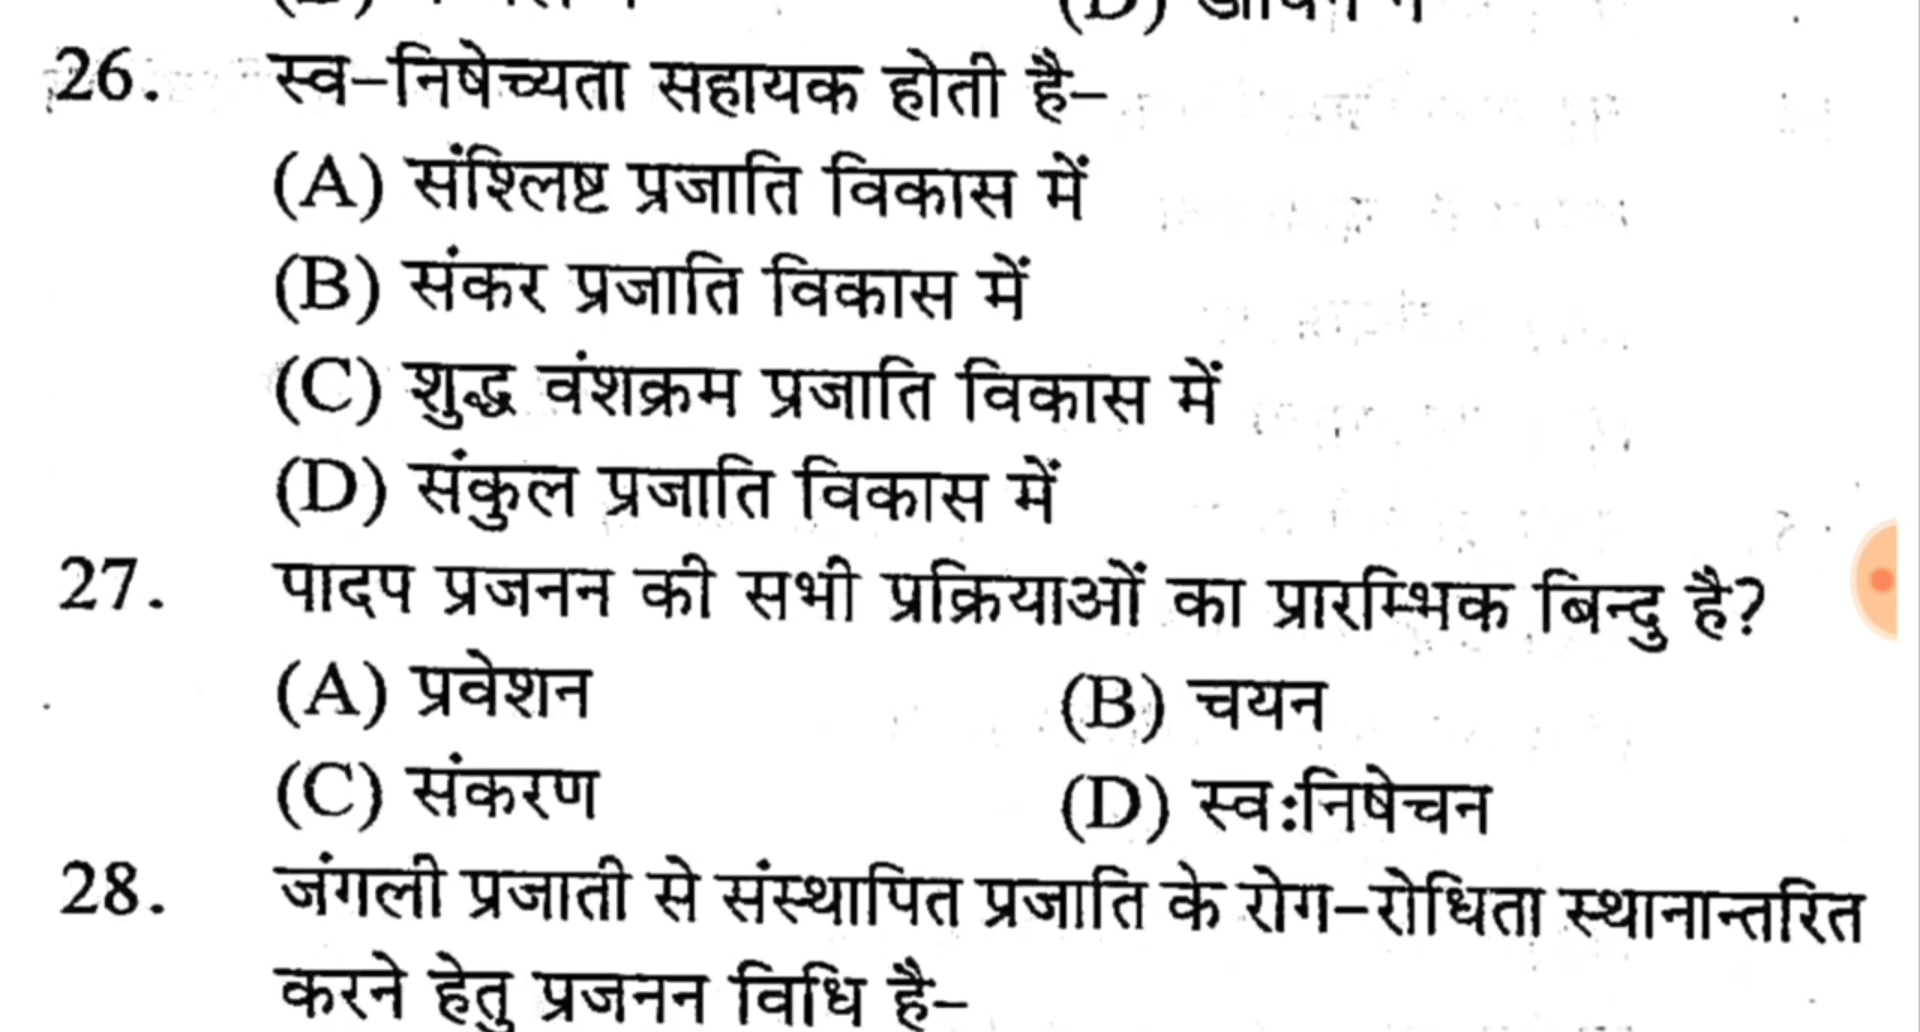 26. स्व-निषेच्यता सहायक होती है-
(A) संश्लिष्ट प्रजाति विकास में
(B) संकर प्रजाति विकास में
(C) शुद्ध वंशक्रम प्रजाति विकास में
(D) संकुल प्रजाति विकास में
27. पादप प्रजनन की सभी प्रक्रियाओं का प्रारम्भिक बिन्दु है?
(A) प्रवेशन (B) चयन
(C) संकरण (D) स्व:निषेचन
28. जंगली प्रजाती से संस्थापित प्रजाति के रोग-रोधिता स्थानान्तरित
करने हेतु प्रजनन विधि है-